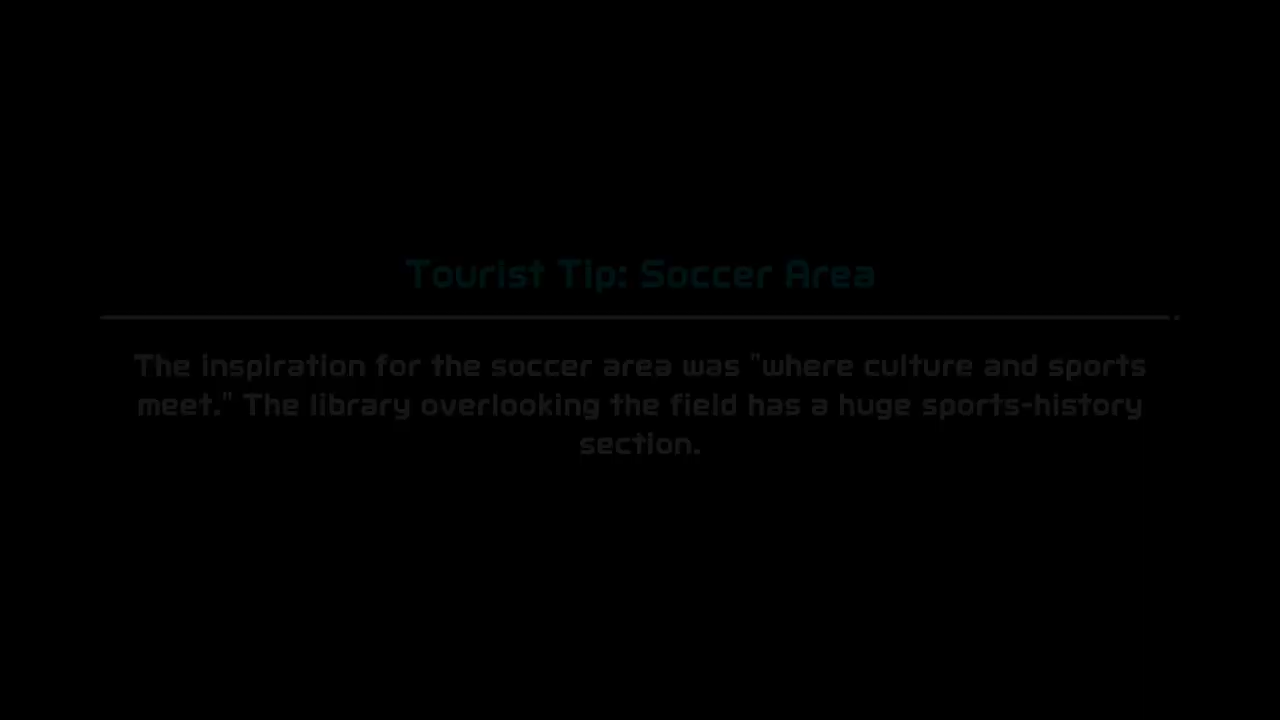 Tourist Tip: Soccer Area
The inspiration for the soccer area was "where culture and sports
meet." The library overlooking the field has a huge sports-history
section.